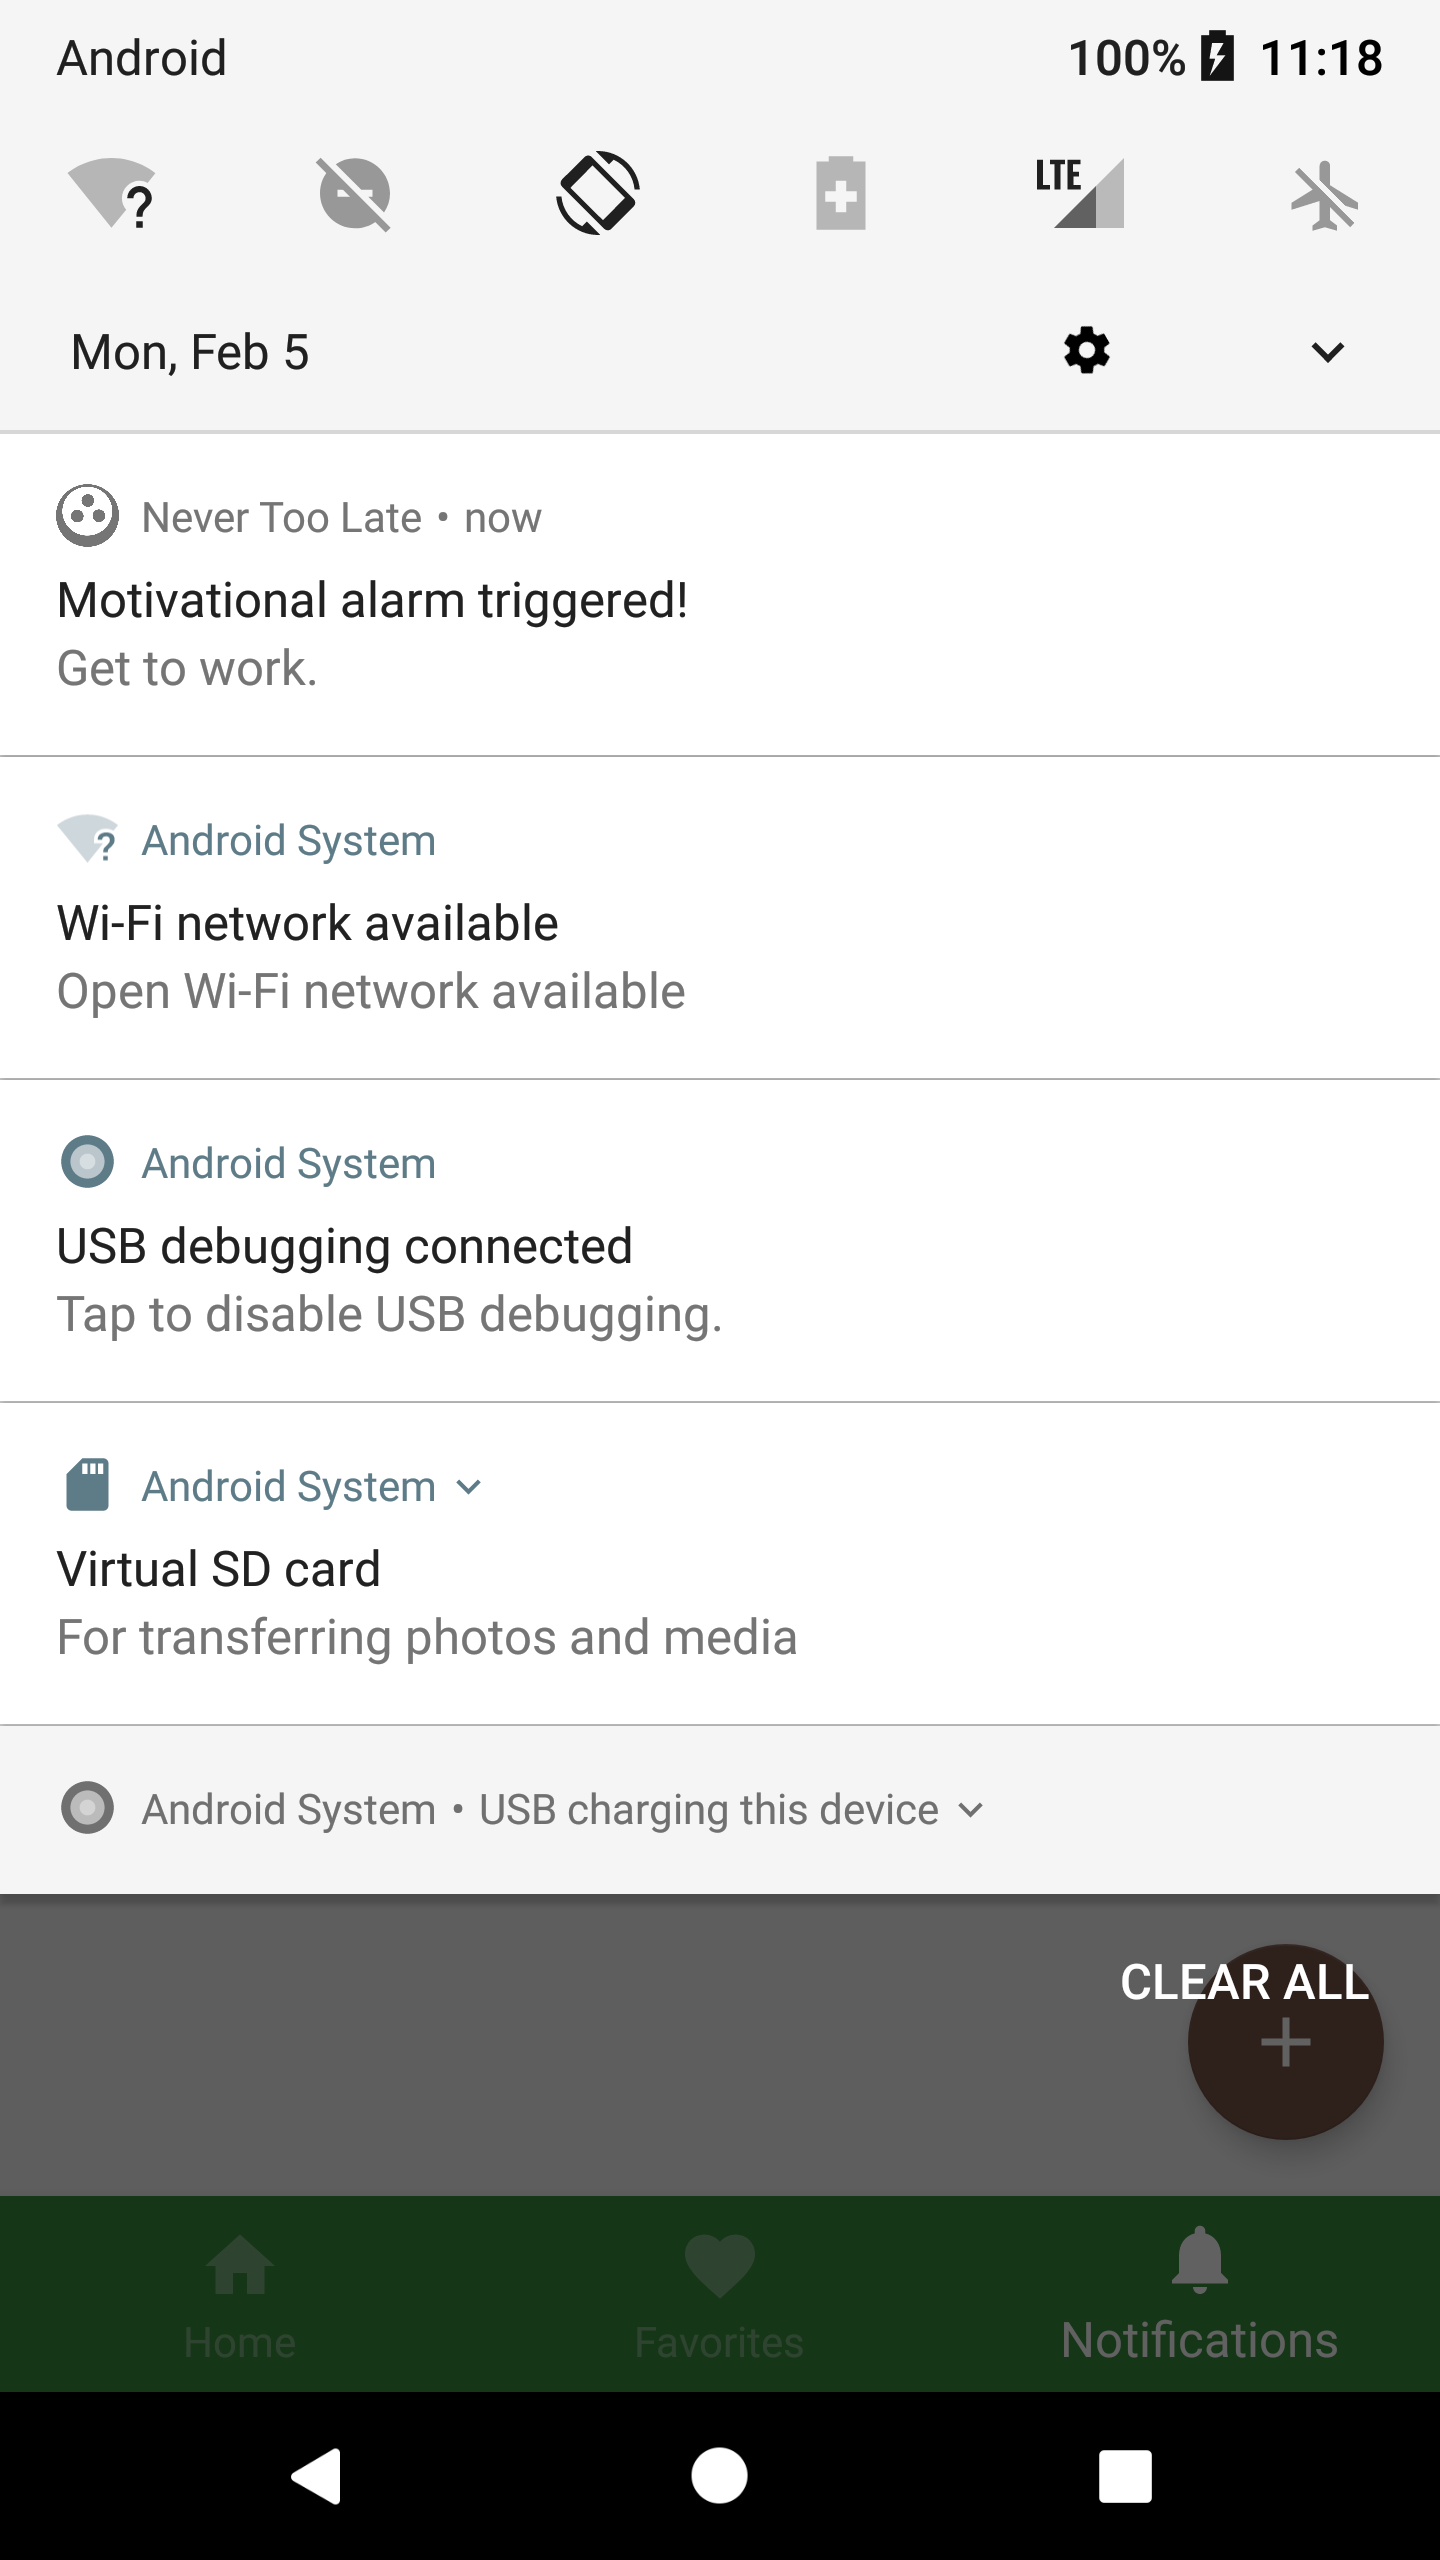 Android 100% 11:18
LTE
Mon, Feb 5
Never Too Late • now
Motivational alarm triggered!
Get to work.
Android System
Wi-Fi network available
Open Wi-Fi network available
Android System
USB debugging connected
Tap to disable USB debugging.
Android System
Virtual SD card
For transferring photos and media
Android System • USB charging this device
CLEAR ALL
Home Favorites Notifications